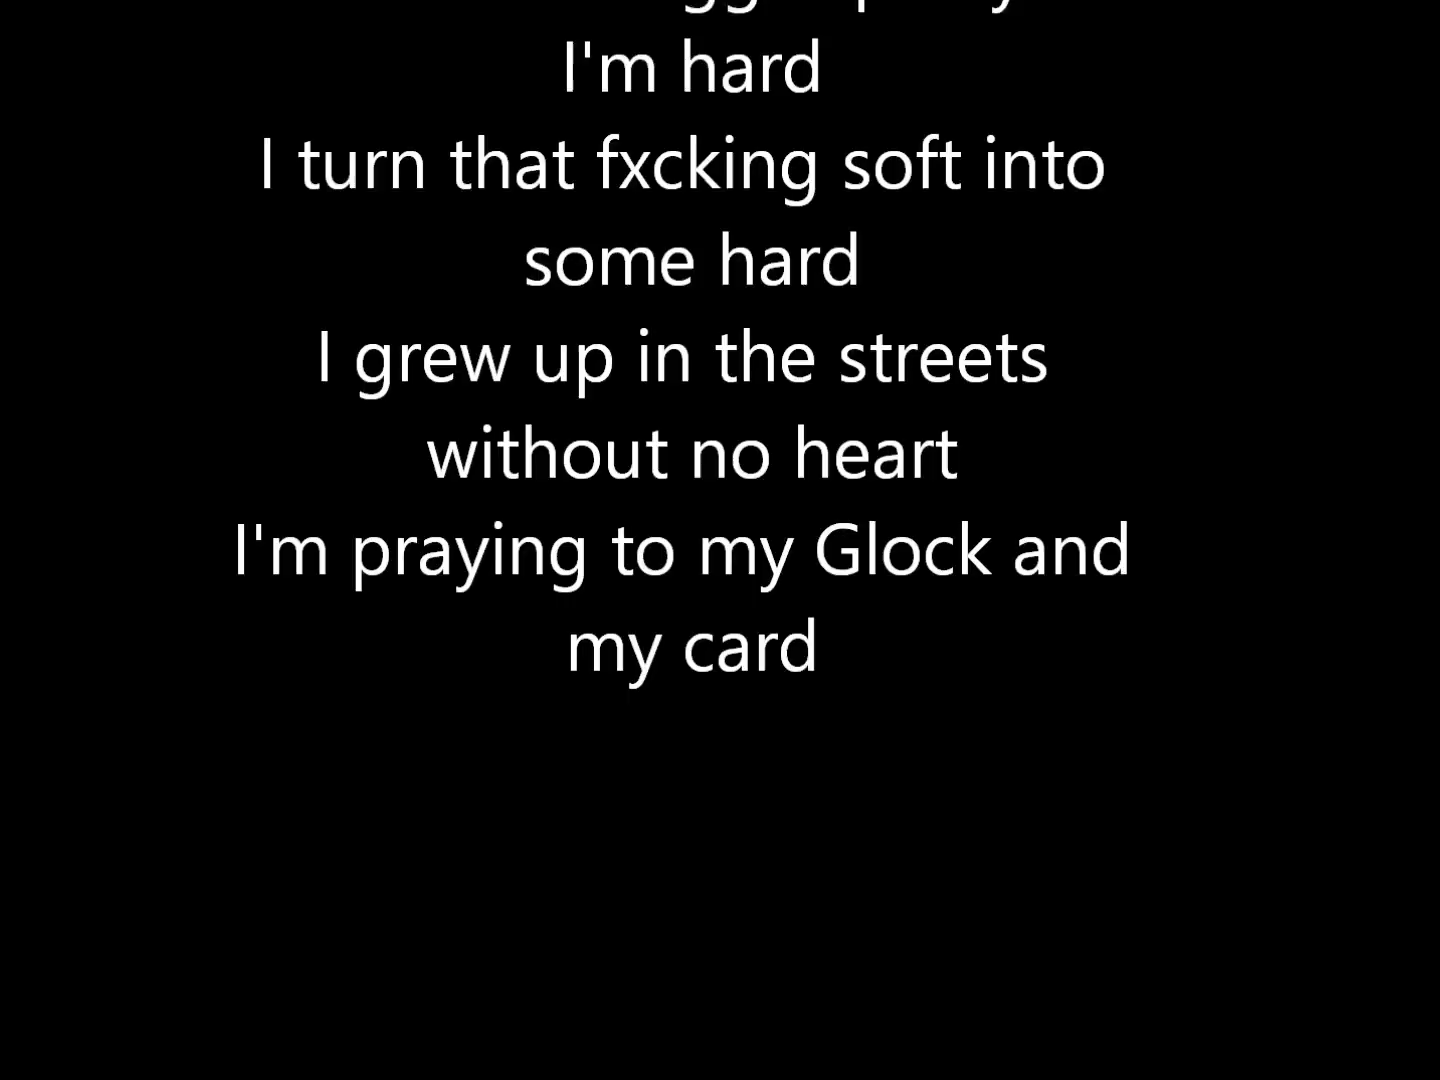 I'm hard
I turn that fxcking soft into
some hard
I grew up in the streets
without no heart
I'm praying to my Glock and
my card